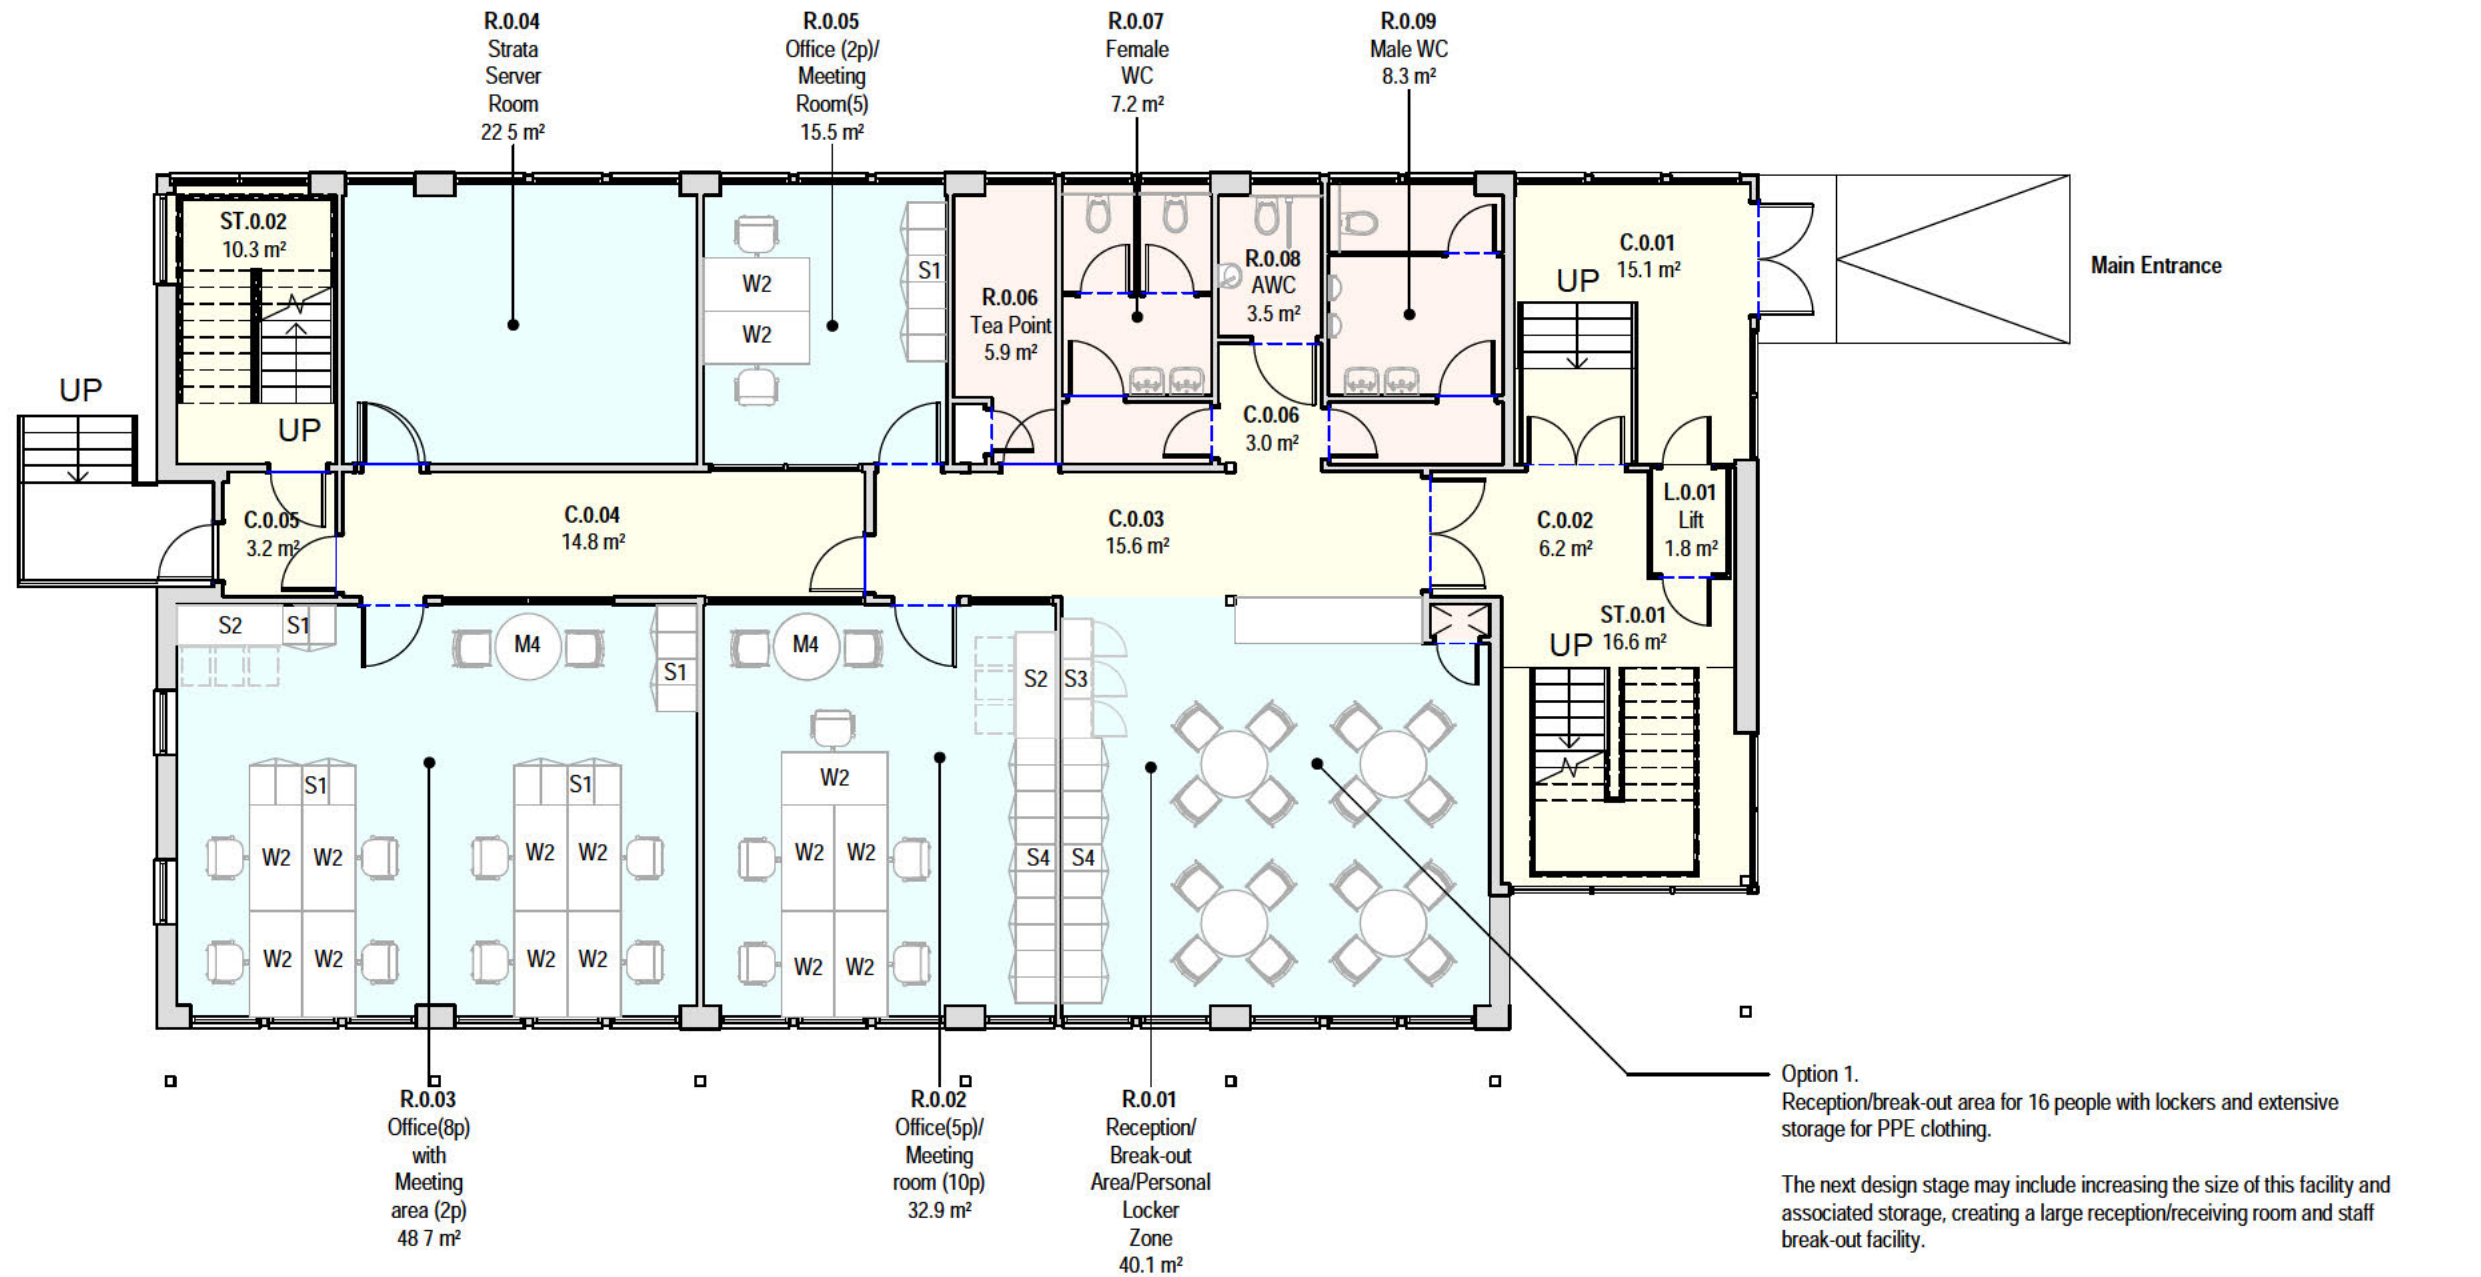 R.0.04
Strata
Server
Room
22 5 m²
R.0.05
Office (2p)/
Meeting
Room(5)
15.5 m²
R.0.07
Female
WC
7.2 m²
R.0.09
Male WC
8.3 m²
ST.0.02
10.3 m²
UP
UP
W2
W2
S1
R.0.06
Tea Point
5.9 m²
R.0.08
AWC
3.5 m²
C.0.06
3.0 m²
C.0.01
15.1 m²
UP
Main Entrance
C.0.05
3.2 m²
C.0.04
14.8 m²
C.0.03
15.6 m²
C.0.02
6.2 m²
L.0.01
Lift
1.8 m²
ST.0.01
UP 16.6 m²
S2
S1
M4
S1
M4
S2
S3
S1
S1
W2
W2
W2
W2
W2
W2
W2
W2
W2
W2
W2
W2
W2
S4
S4
R.0.03
Office(8p)
with
Meeting
area (2p)
48 7 m²
R.0.02
Office(5p)/
Meeting
room (10p)
32.9 m²
R.0.01
Reception/
Break-out
Area/Personal
Locker
Zone
40.1 m²
Option 1.
Reception/break-out area for 16 people with lockers and extensive
storage for PPE clothing.
The next design stage may include increasing the size of this facility and
associated storage, creating a large reception/receiving room and staff
break-out facility.